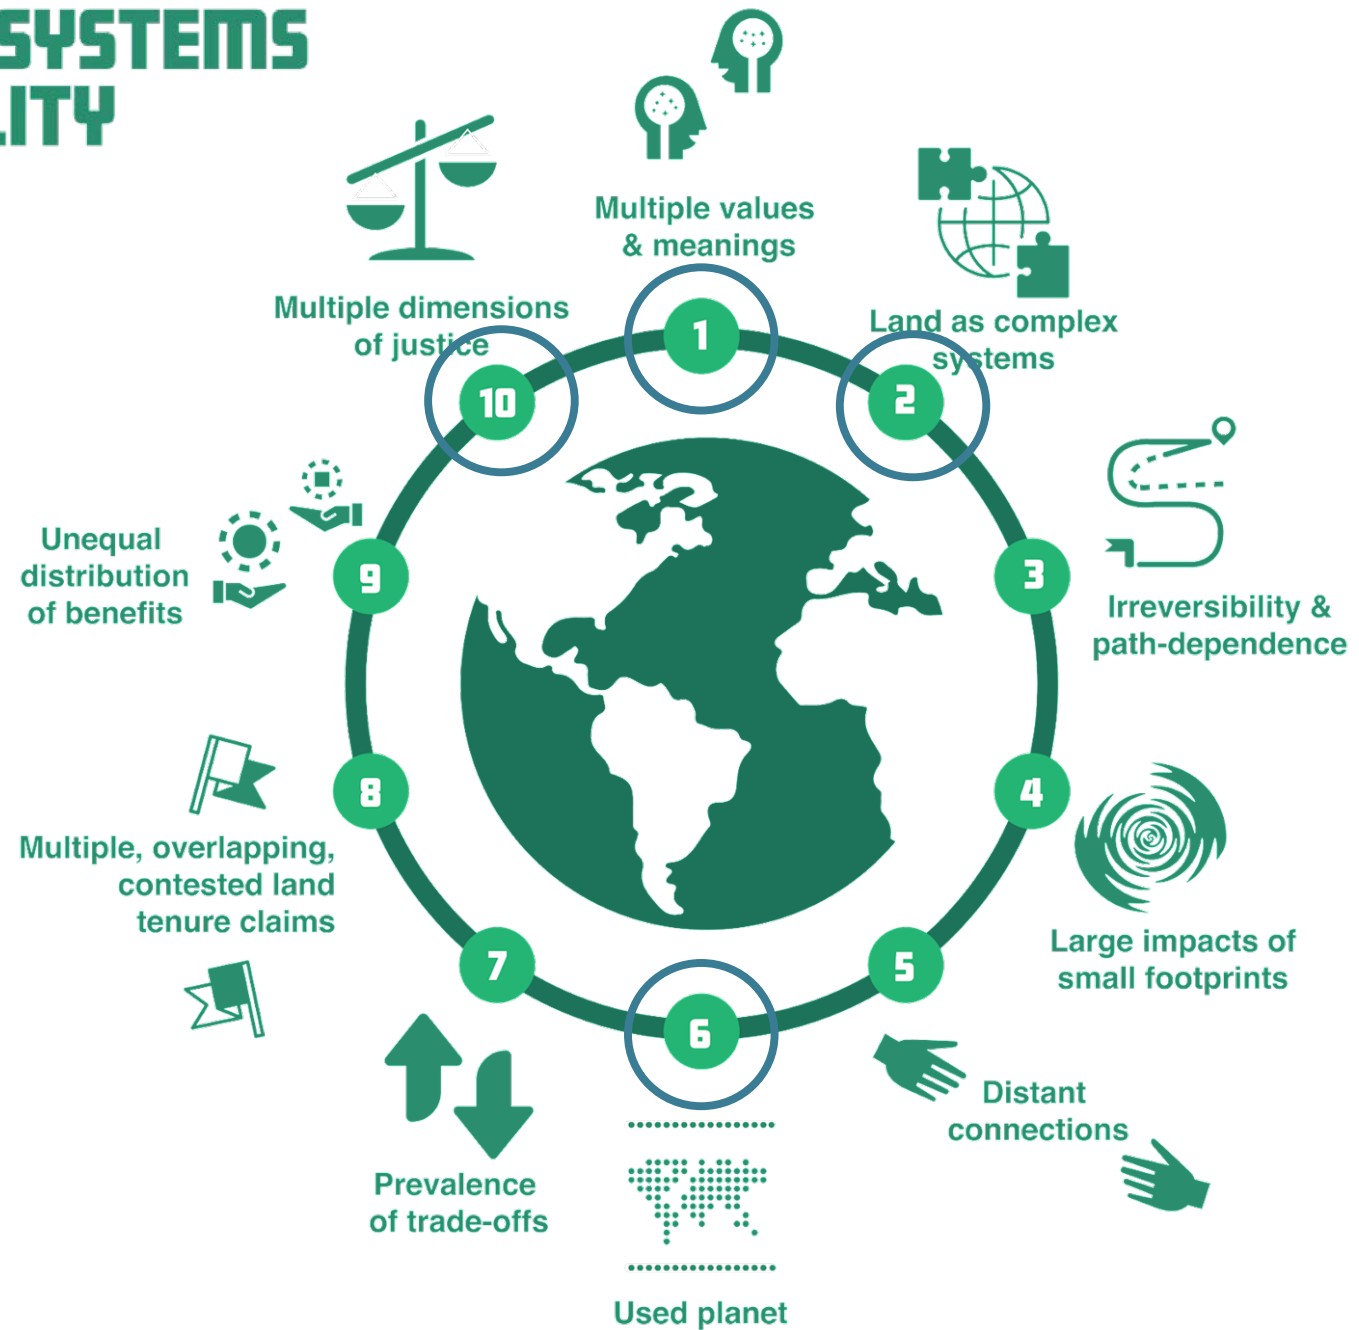 SYSTEMS
LITY
Multiple values
& meanings
1
Land as complex
systems
2
3
Irreversibility &
path-dependence
4
Large impacts of
small footprints
5
Distant
connections
6
Used planet
7
Prevalence
of trade-offs
8
Multiple, overlapping,
contested land
tenure claims
9
Unequal
distribution
of benefits
10
Multiple dimensions
of justice